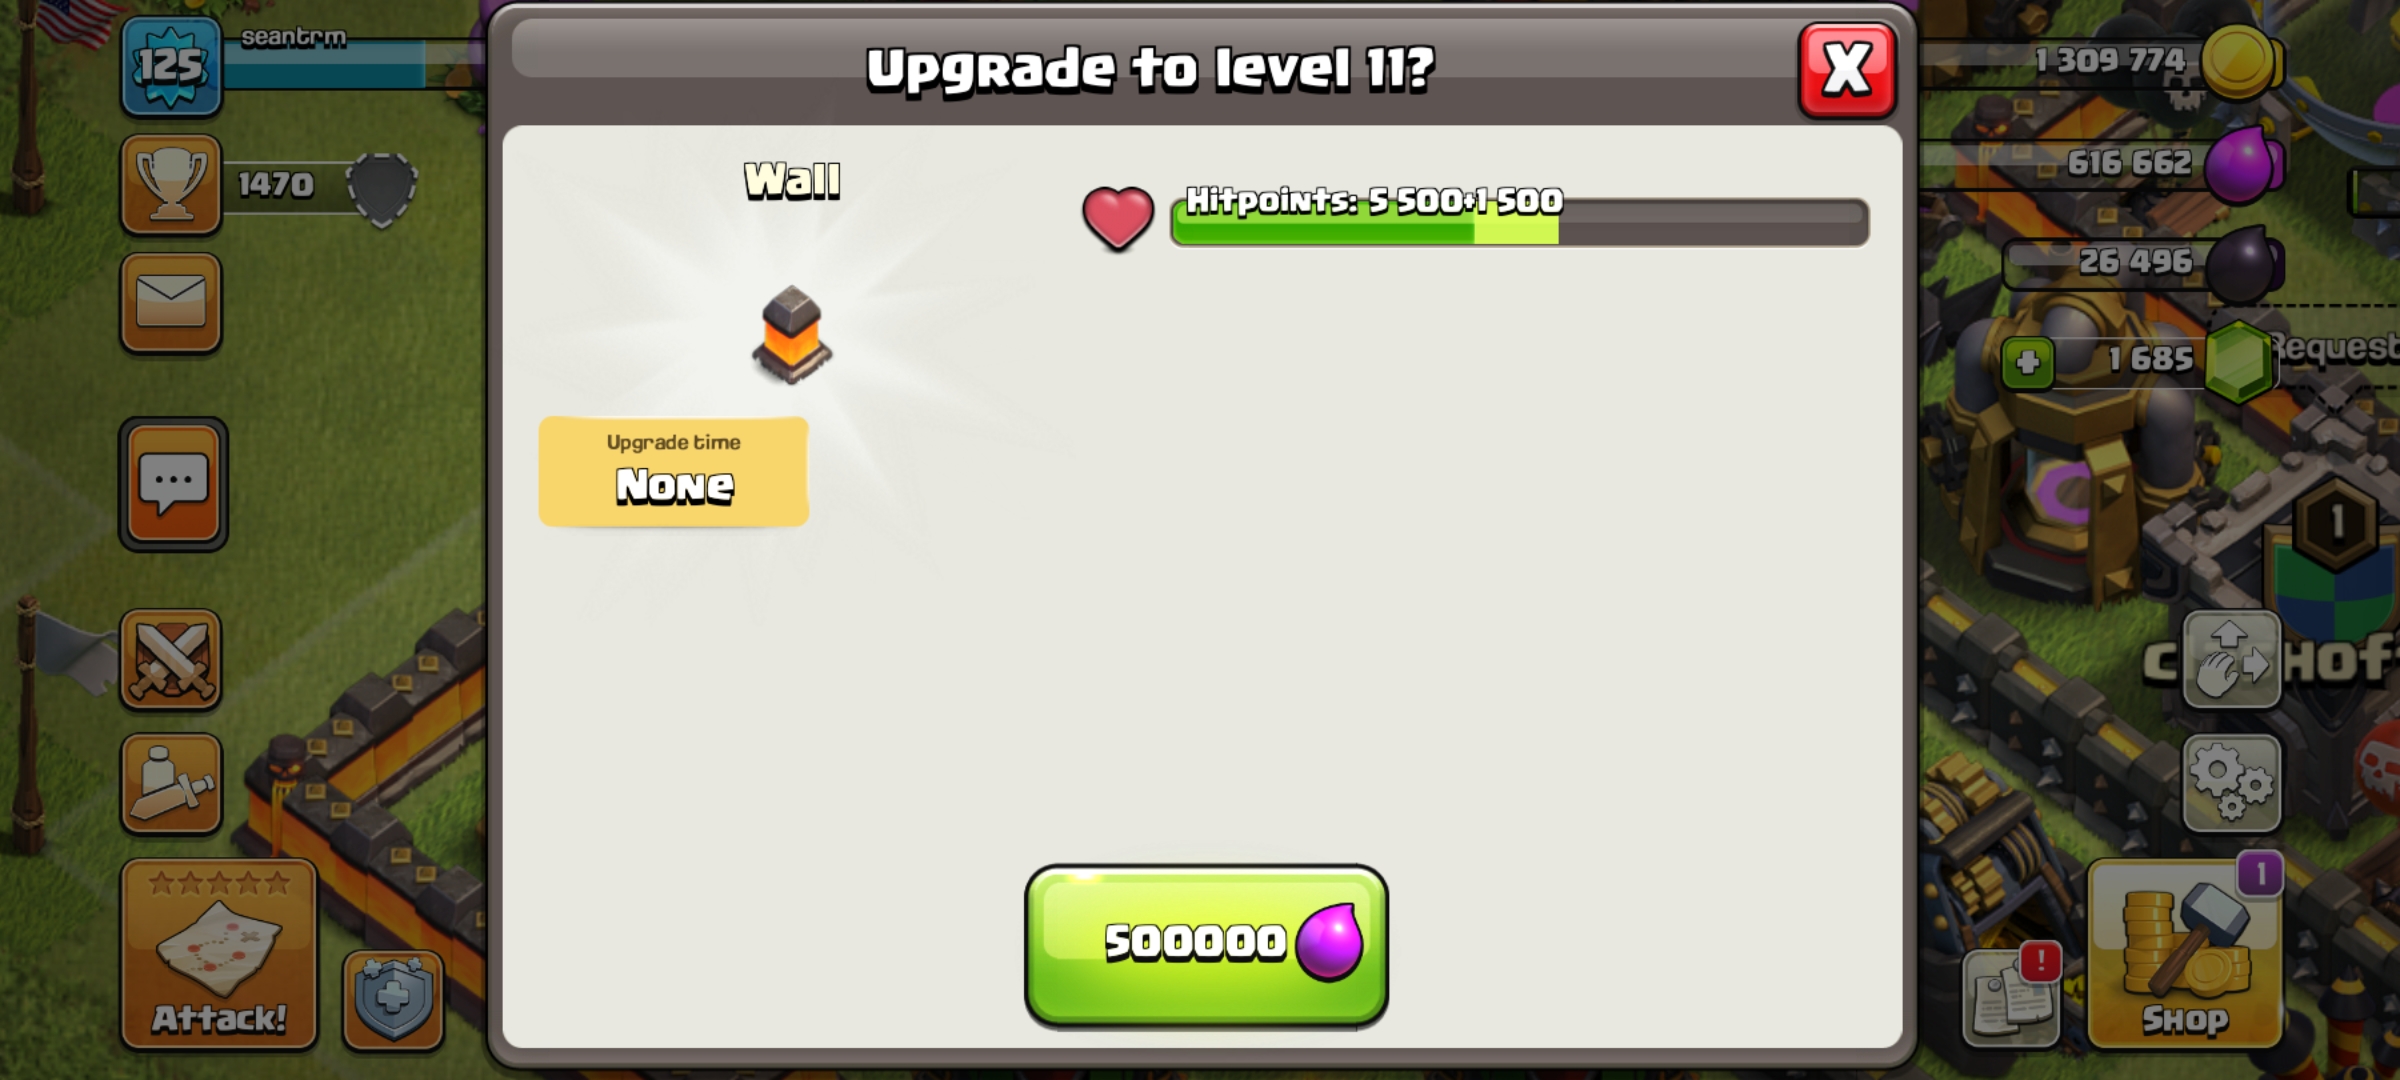 125
seantrm
1470
Upgrade to level 11?
X
Wall
Hitpoints: 5 500+1 500
Upgrade time
None
500000
1 309 774
616 662
26 496
1 685
Request
1
Attack!
!
1
Shop